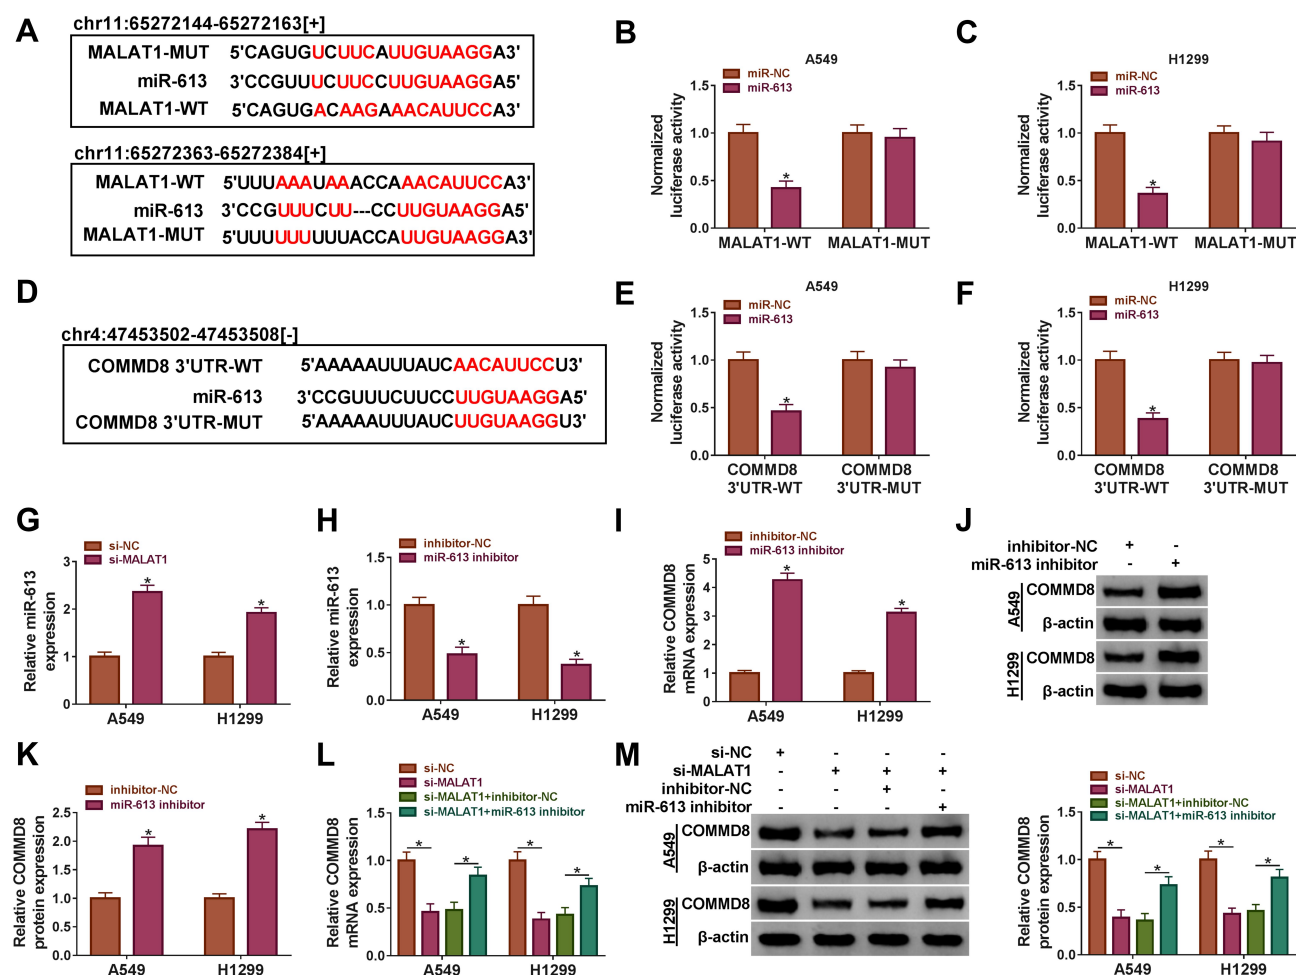 A
chr11:65272144-65272163[+]
MALAT1-MUT 5'CAGUGUCUUCAUUGUAAGGA3'
miR-613 3'CCGUUUCUUCCUUGUAAGGA5'
MALAT1-WT 5'CAGUGACAAGAAACAUUCCA3'
chr11:65272363-65272384[+]
MALAT1-WT 5'UUUAAAUAAACCAAACAUUCCA3'
miR-613 3'CCGUUUCUU---CCUUGUAAGGA5'
MALAT1-MUT 5'UUUUUUUUUACCAUUGUAAGGA3'
B
A549
miR-NC
miR-613
Normalized
luciferase activity
1.5
1.0
0.5
0.0
*
MALAT1-WT MALAT1-MUT
C
H1299
miR-NC
miR-613
Normalized
luciferase activity
1.5
1.0
0.5
0.0
*
MALAT1-WT MALAT1-MUT
D
chr4:47453502-47453508[-]
COMMD8 3'UTR-WT 5'AAAAAUUUAUCAACAUUCCU3'
miR-613 3'CCGUUUCUUCCUUGUAAGGA5'
COMMD8 3'UTR-MUT 5'AAAAAUUUAUCUUGUAAGGU3'
E
A549
miR-NC
miR-613
Normalized
luciferase activity
1.5
1.0
0.5
0.0
*
COMMD8 COMMD8
3'UTR-WT 3'UTR-MUT
F
H1299
miR-NC
miR-613
Normalized
luciferase activity
1.5
1.0
0.5
0.0
*
COMMD8 COMMD8
3'UTR-WT 3'UTR-MUT
G
si-NC
si-MALAT1
Relative miR-613
expression
3
2
1
0
* *
A549 H1299
H
inhibitor-NC
miR-613 inhibitor
Relative miR-613
expression
1.5
1.0
0.5
0.0
* *
A549 H1299
I
inhibitor-NC
miR-613 inhibitor
Relative COMMD8
mRNA expression
5
4
3
2
1
0
* *
A549 H1299
J
inhibitor-NC + -
miR-613 inhibitor - +
A549
COMMD8
β-actin
H1299
COMMD8
β-actin
K
inhibitor-NC
miR-613 inhibitor
Relative COMMD8
protein expression
2.5
2.0
1.5
1.0
0.5
0.0
* *
A549 H1299
L
si-NC
si-MALAT1
si-MALAT1+inhibitor-NC
si-MALAT1+miR-613 inhibitor
Relative COMMD8
mRNA expression
1.5
1.0
0.5
0.0
* * * *
A549 H1299
M
si-NC + - - -
si-MALAT1 - + + +
inhibitor-NC - - + -
miR-613 inhibitor - - - +
A549
COMMD8
β-actin
H1299
COMMD8
β-actin
si-NC
si-MALAT1
si-MALAT1+inhibitor-NC
si-MALAT1+miR-613 inhibitor
Relative COMMD8
protein expression
1.5
1.0
0.5
0.0
* * * *
A549 H1299